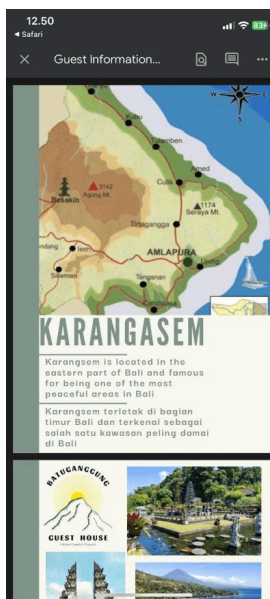 12.50
83
Safari
Guest Information...
W
E
S
Kubu
Tulamben
Amed
Culik
3142
Agung Mt.
1174
Seraya Mt.
Besakih
Tirtagangga
AMLAPURA
Iseh
Ujung
Tenganan
Sidemen
Candidasa
KARANGASEM
Karangsem is located in the
eastern part of Bali and famous
for being one of the most
peaceful areas in Bali
Karangsem terletak di bagian
timur Bali dan terkenal sebagai
salah satu kawasan peling damai
di Bali
BATUGANGGUNG
GUEST HOUSE